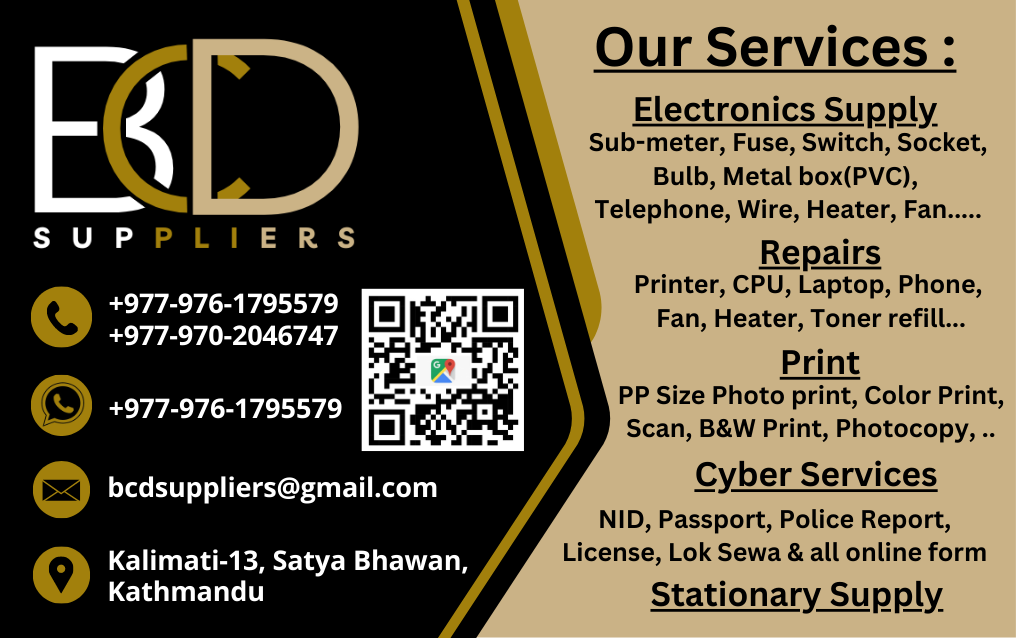 BCD
SUPPLIERS
+977-976-1795579
+977-970-2046747
+977-976-1795579
bcdsuppliers@gmail.com
Kalimati-13, Satya Bhawan,
Kathmandu
Our Services :
Electronics Supply
Sub-meter, Fuse, Switch, Socket,
Bulb, Metal box(PVC),
Telephone, Wire, Heater, Fan.....
Repairs
Printer, CPU, Laptop, Phone,
Fan, Heater, Toner refill...
Print
PP Size Photo print, Color Print,
Scan, B&W Print, Photocopy, ..
Cyber Services
NID, Passport, Police Report,
License, Lok Sewa & all online form
Stationary Supply